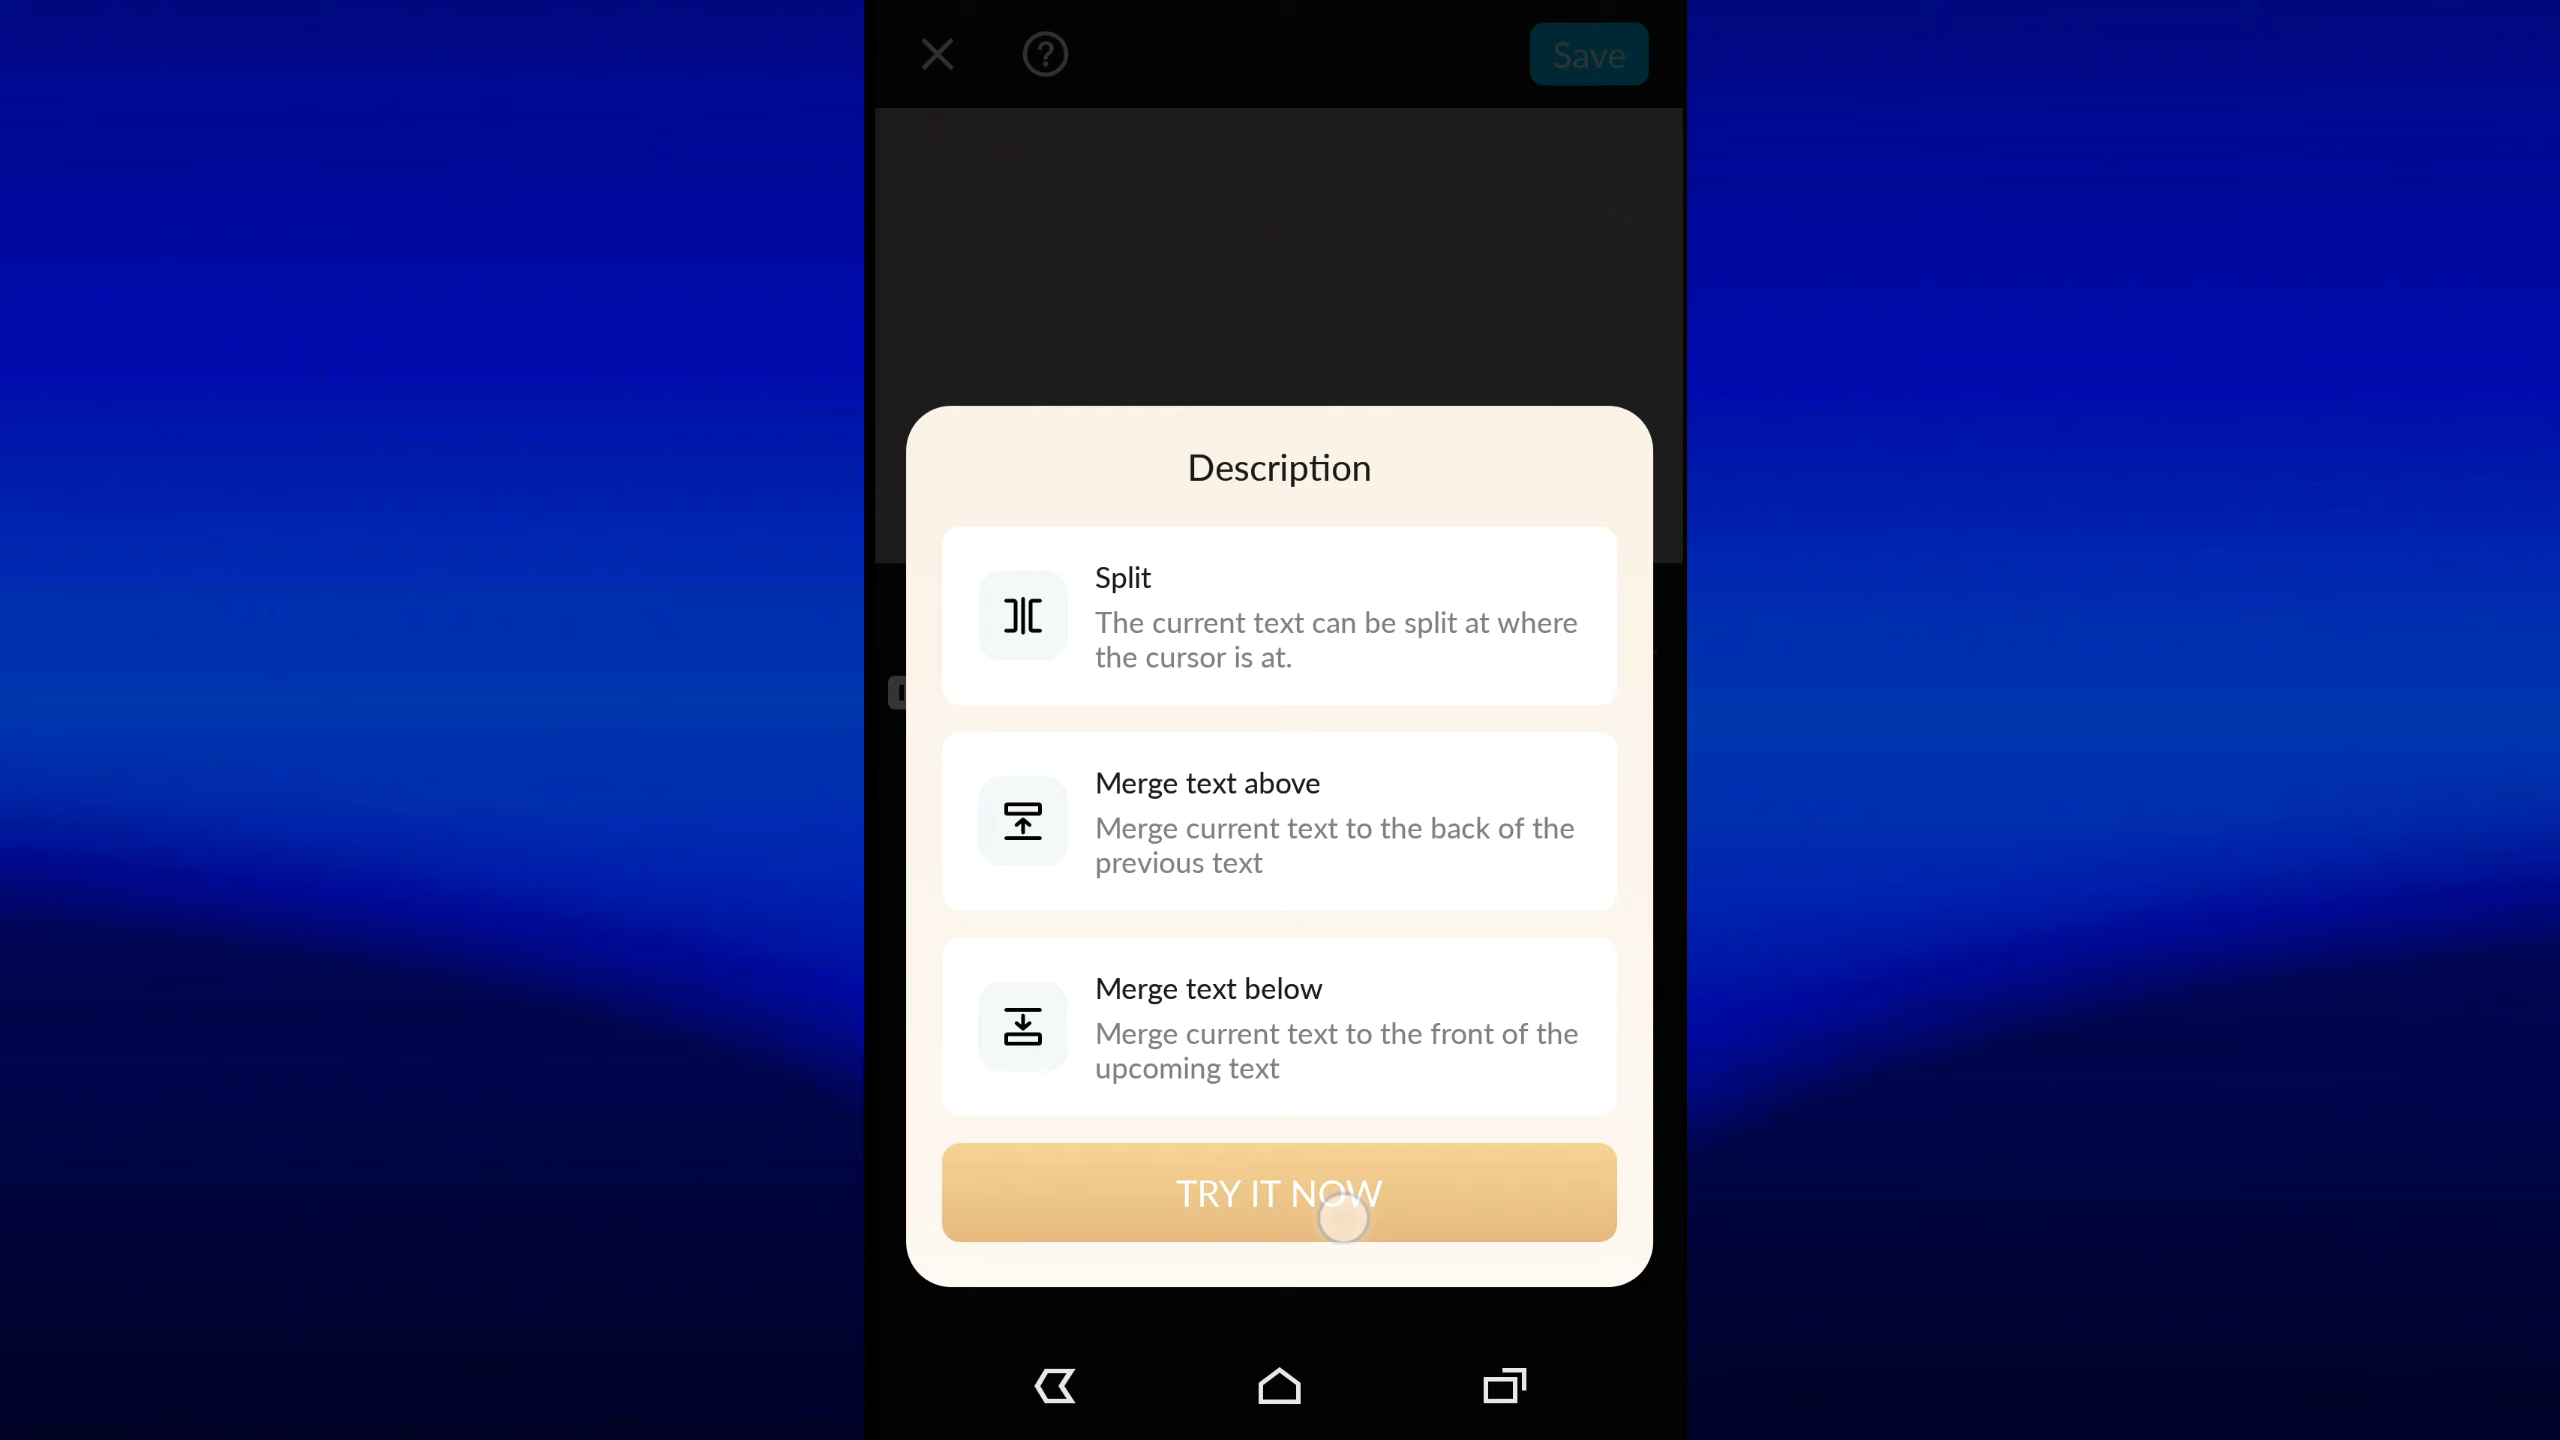 Save
Description
Split
The current text can be split at where
the cursor is at.
Merge text above
Merge current text to the back of the
previous text
Merge text below
Merge current text to the front of the
upcoming text
TRY IT NOW